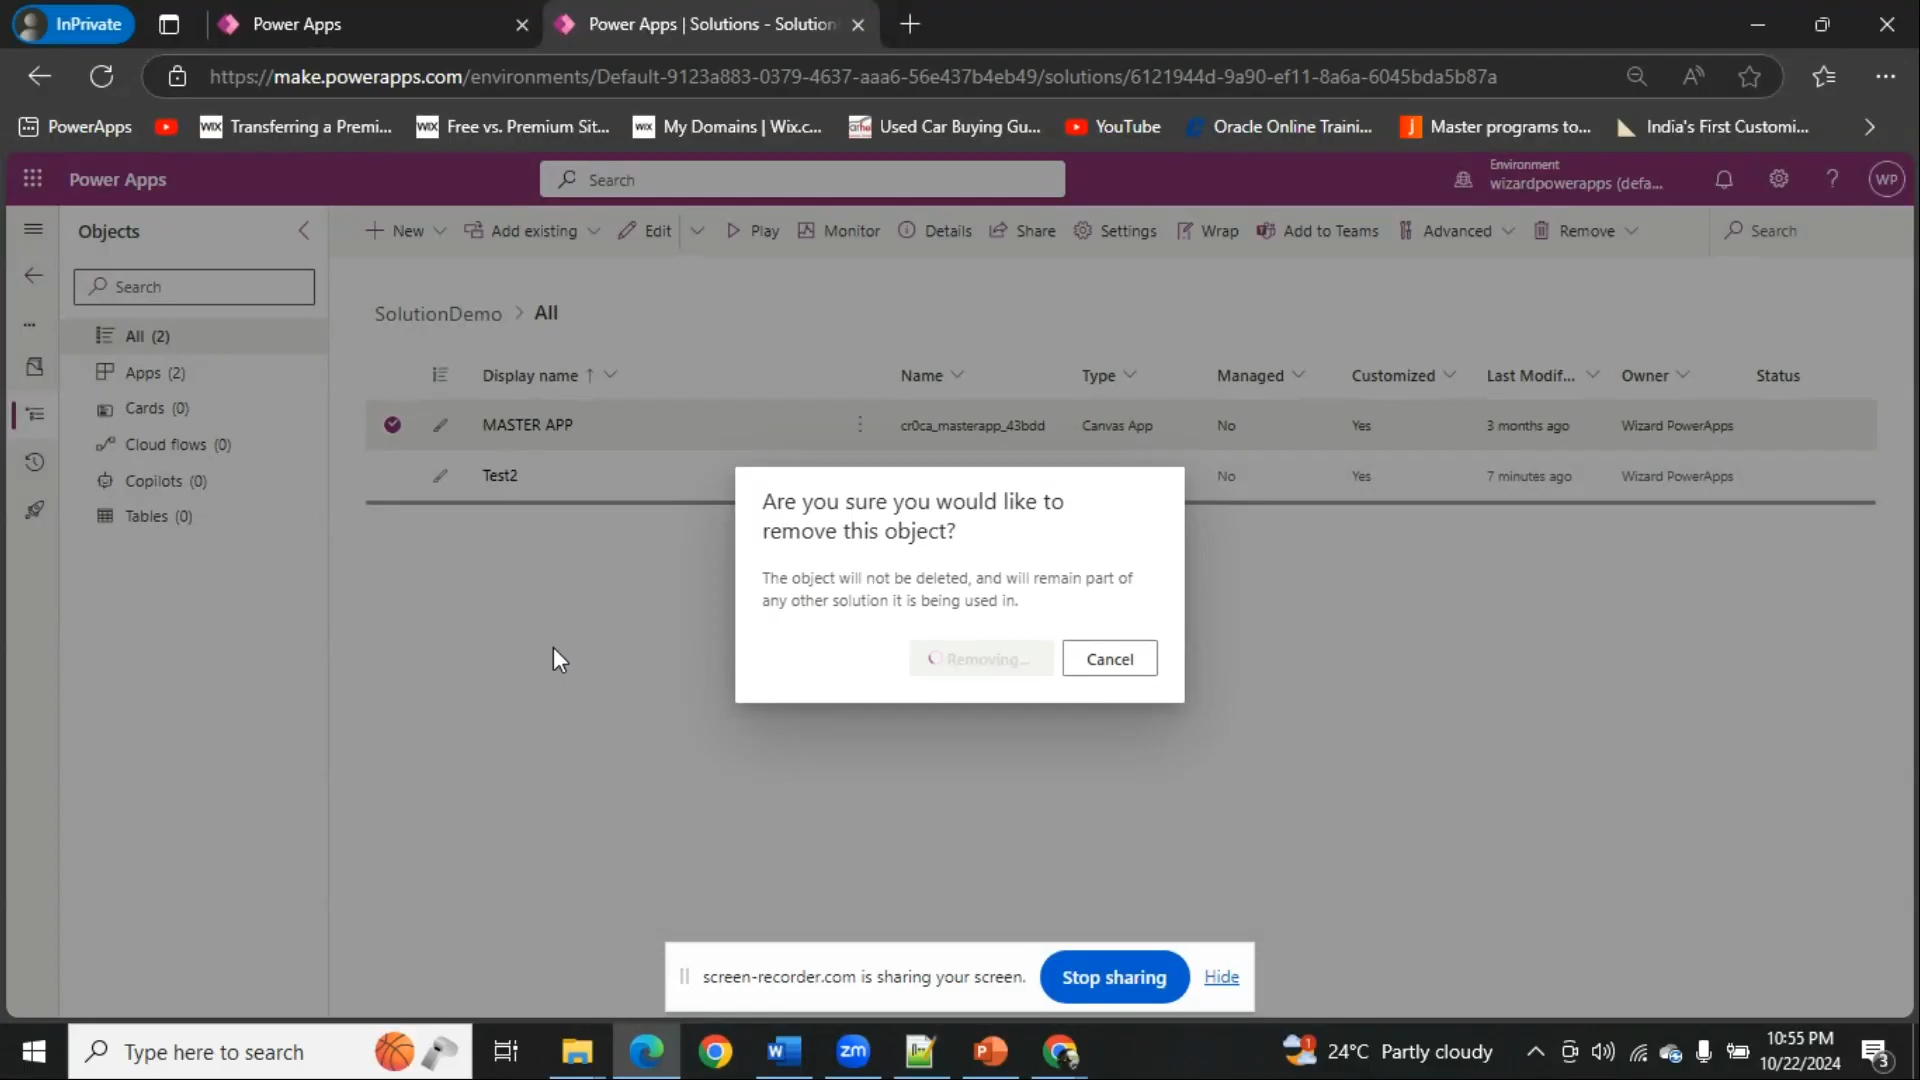 InPrivate
Power Apps
Power Apps | Solutions - Solution
https://make.powerapps.com/environments/Default-9123a883-0379-4637-aaa6-56e437b4eb49/solutions/6121944d-9a90-ef11-8a6a-6045bda5b87a
PowerApps
WIX Transferring a Premi...
WIX Free vs. Premium Sit...
WIX My Domains | Wix.c...
Used Car Buying Gu...
YouTube
Oracle Online Traini...
Master programs to...
India's First Customi...
Power Apps
Search
Environment
wizardpowerapps (defa...
WP
Objects
New
Add existing
Edit
Play
Monitor
Details
Share
Settings
Wrap
Add to Teams
Advanced
Remove
Search
Search
All (2)
Apps (2)
Cards (0)
Cloud flows (0)
Copilots (0)
Tables (0)
SolutionDemo > All
Display name ↑ Name Type Managed Customized Last Modif... Owner Status
MASTER APP cr0ca_masterapp_43bdd Canvas App No Yes 3 months ago Wizard PowerApps
Test2 No Yes 7 minutes ago Wizard PowerApps
Are you sure you would like to
remove this object?
The object will not be deleted, and will remain part of
any other solution it is being used in.
Removing...
Cancel
screen-recorder.com is sharing your screen.
Stop sharing
Hide
Type here to search
W
zm
P
1
24°C Partly cloudy
10:55 PM
10/22/2024
3